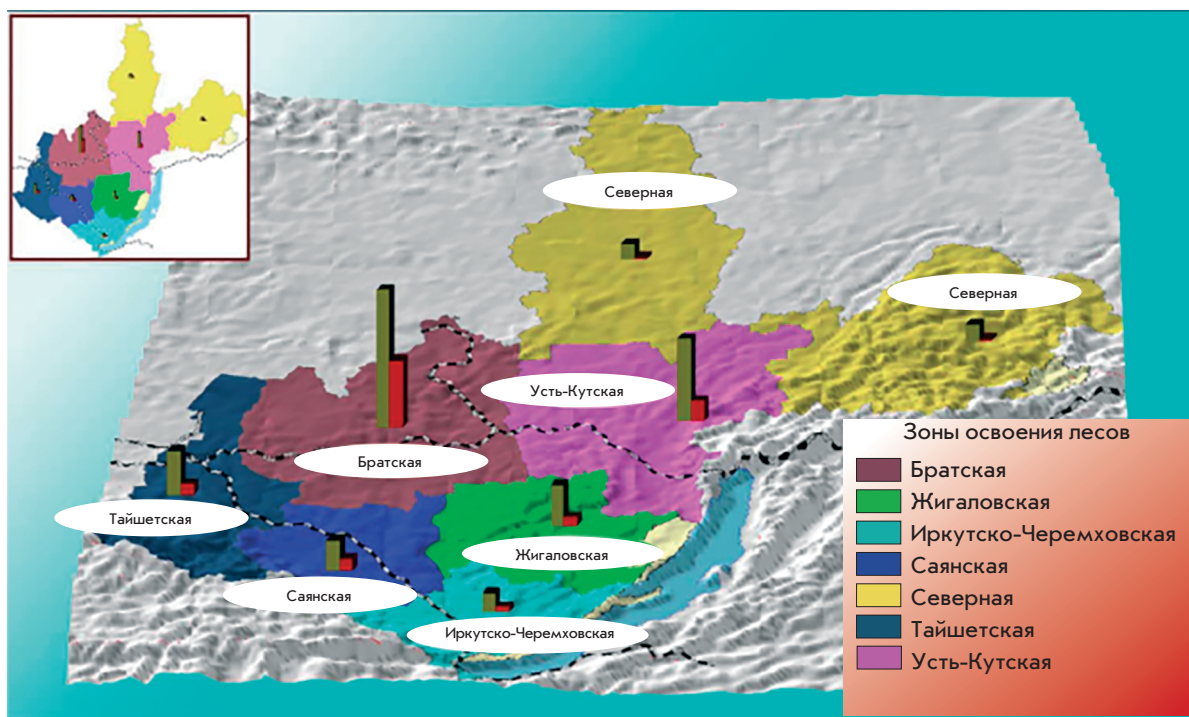 Северная
Северная
Усть-Кутская
Братская
Тайшетская
Жигаловская
Саянская
Иркутско-Черемховская
Зоны освоения лесов
Братская
Жигаловская
Иркутско-Черемховская
Саянская
Северная
Тайшетская
Усть-Кутская